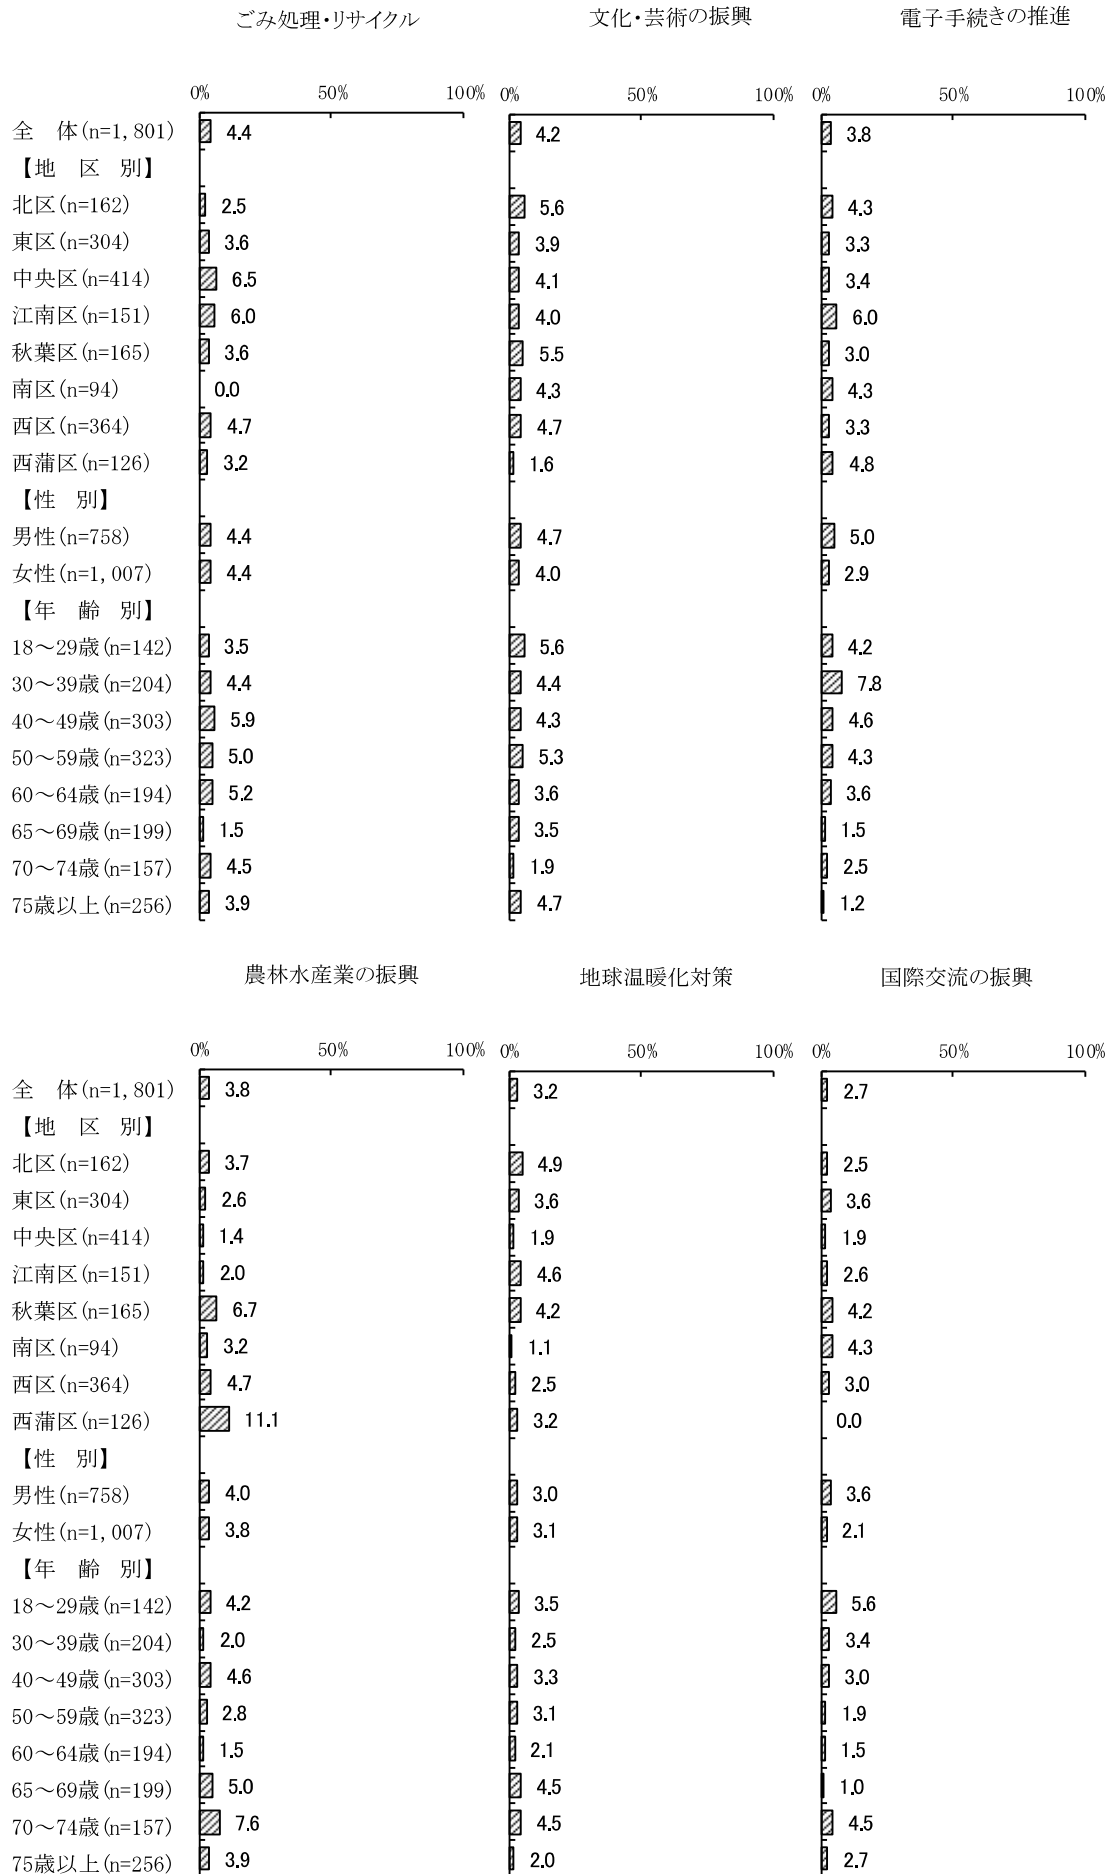 ごみ処理・リサイクル 文化・芸術の振興 電子手続きの推進
0% 50% 100% 0% 50% 100% 0% 50% 100%
全 体(n=1,801) 4.4 4.2 3.8
【地 区 別】
北区(n=162) 2.5 5.6 4.3
東区(n=304) 3.6 3.9 3.3
中央区(n=414) 6.5 4.1 3.4
江南区(n=151) 6.0 4.0 6.0
秋葉区(n=165) 3.6 5.5 3.0
南区(n=94) 0.0 4.3 4.3
西区(n=364) 4.7 4.7 3.3
西蒲区(n=126) 3.2 1.6 4.8
【性 別】
男性(n=758) 4.4 4.7 5.0
女性(n=1,007) 4.4 4.0 2.9
【年 齢 別】
18～29歳(n=142) 3.5 5.6 4.2
30～39歳(n=204) 4.4 4.4 7.8
40～49歳(n=303) 5.9 4.3 4.6
50～59歳(n=323) 5.0 5.3 4.3
60～64歳(n=194) 5.2 3.6 3.6
65～69歳(n=199) 1.5 3.5 1.5
70～74歳(n=157) 4.5 1.9 2.5
75歳以上(n=256) 3.9 4.7 1.2
農林水産業の振興 地球温暖化対策 国際交流の振興
0% 50% 100% 0% 50% 100% 0% 50% 100%
全 体(n=1,801) 3.8 3.2 2.7
【地 区 別】
北区(n=162) 3.7 4.9 2.5
東区(n=304) 2.6 3.6 3.6
中央区(n=414) 1.4 1.9 1.9
江南区(n=151) 2.0 4.6 2.6
秋葉区(n=165) 6.7 4.2 4.2
南区(n=94) 3.2 1.1 4.3
西区(n=364) 4.7 2.5 3.0
西蒲区(n=126) 11.1 3.2 0.0
【性 別】
男性(n=758) 4.0 3.0 3.6
女性(n=1,007) 3.8 3.1 2.1
【年 齢 別】
18～29歳(n=142) 4.2 3.5 5.6
30～39歳(n=204) 2.0 2.5 3.4
40～49歳(n=303) 4.6 3.3 3.0
50～59歳(n=323) 2.8 3.1 1.9
60～64歳(n=194) 1.5 2.1 1.5
65～69歳(n=199) 5.0 4.5 1.0
70～74歳(n=157) 7.6 4.5 4.5
75歳以上(n=256) 3.9 2.0 2.7